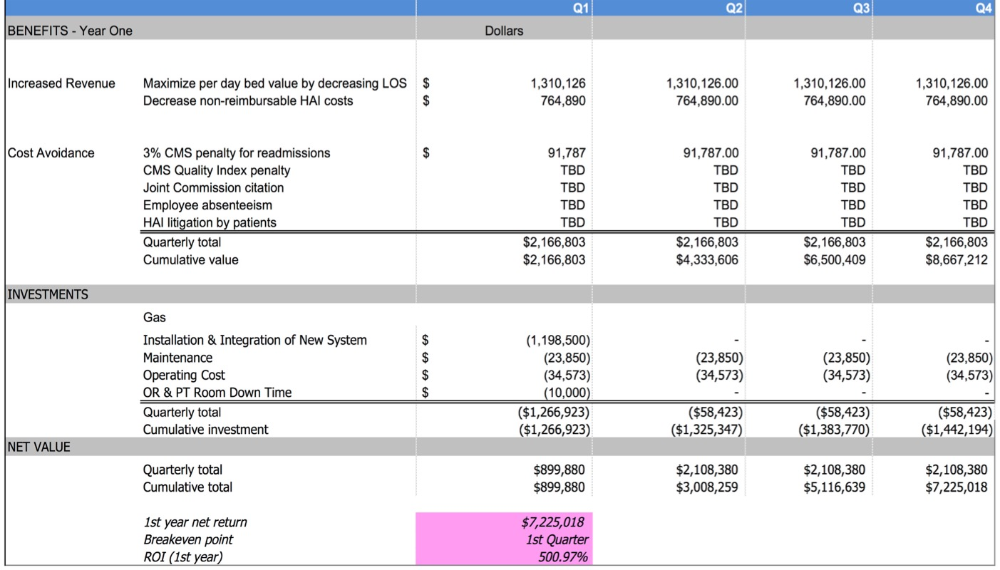 Q1 Q2 Q3 Q4
BENEFITS - Year One Dollars
Increased Revenue Maximize per day bed value by decreasing LOS $ 1,310,126 1,310,126.00 1,310,126.00 1,310,126.00
Decrease non-reimbursable HAI costs $ 764,890 764,890.00 764,890.00 764,890.00
Cost Avoidance 3% CMS penalty for readmissions $ 91,787 91,787.00 91,787.00 91,787.00
CMS Quality Index penalty TBD TBD TBD TBD
Joint Commission citation TBD TBD TBD TBD
Employee absenteeism TBD TBD TBD TBD
HAI litigation by patients TBD TBD TBD TBD
Quarterly total $2,166,803 $2,166,803 $2,166,803 $2,166,803
Cumulative value $2,166,803 $4,333,606 $6,500,409 $8,667,212
INVESTMENTS
Gas
Installation & Integration of New System $ (1,198,500) - - -
Maintenance $ (23,850) (23,850) (23,850) (23,850)
Operating Cost $ (34,573) (34,573) (34,573) (34,573)
OR & PT Room Down Time $ (10,000) - - -
Quarterly total ($1,266,923) ($58,423) ($58,423) ($58,423)
Cumulative investment ($1,266,923) ($1,325,347) ($1,383,770) ($1,442,194)
NET VALUE
Quarterly total $899,880 $2,108,380 $2,108,380 $2,108,380
Cumulative total $899,880 $3,008,259 $5,116,639 $7,225,018
1st year net return $7,225,018
Breakeven point 1st Quarter
ROI (1st year) 500.97%